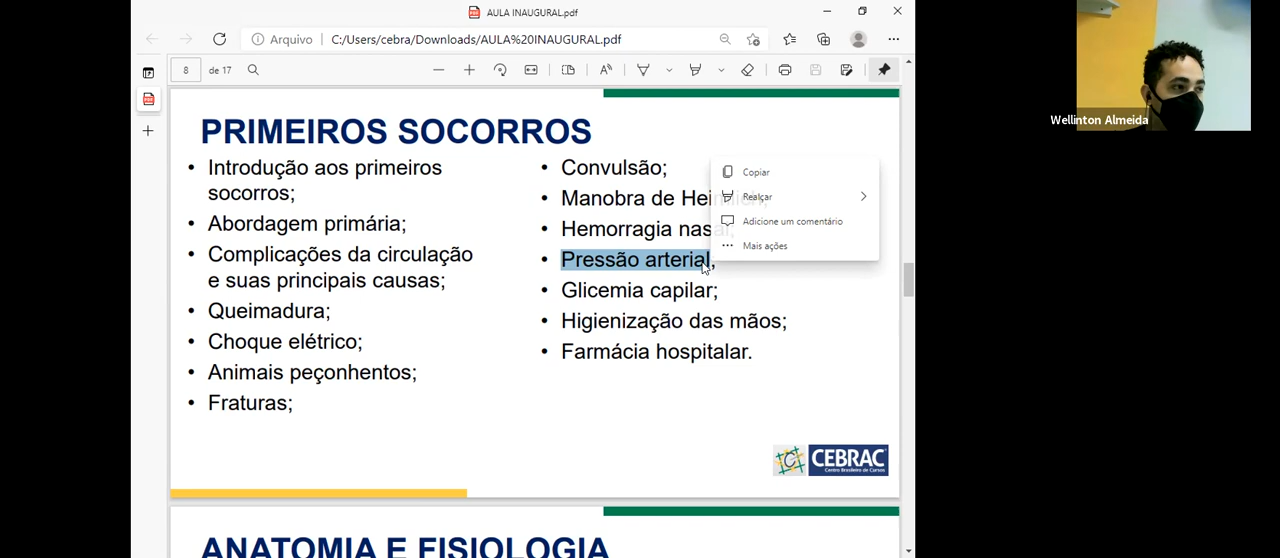 AULA INAUGURAL.pdf
Arquivo
C:/Users/cebra/Downloads/AULA%20INAUGURAL.pdf
8
de 17
PRIMEIROS SOCORROS
• Introdução aos primeiros
socorros;
• Abordagem primária;
• Complicações da circulação
e suas principais causas;
• Queimadura;
• Choque elétrico;
• Animais peçonhentos;
• Fraturas;
• Convulsão;
• Manobra de Heimlich;
• Hemorragia nasal;
• Pressão arterial;
• Glicemia capilar;
• Higienização das mãos;
• Farmácia hospitalar.
Copiar
Realçar
Adicione um comentário
Mais ações
CEBRAC
Centro Brasileiro de Cursos
ANATOMIA E FISIOLOGIA
Wellinton Almeida